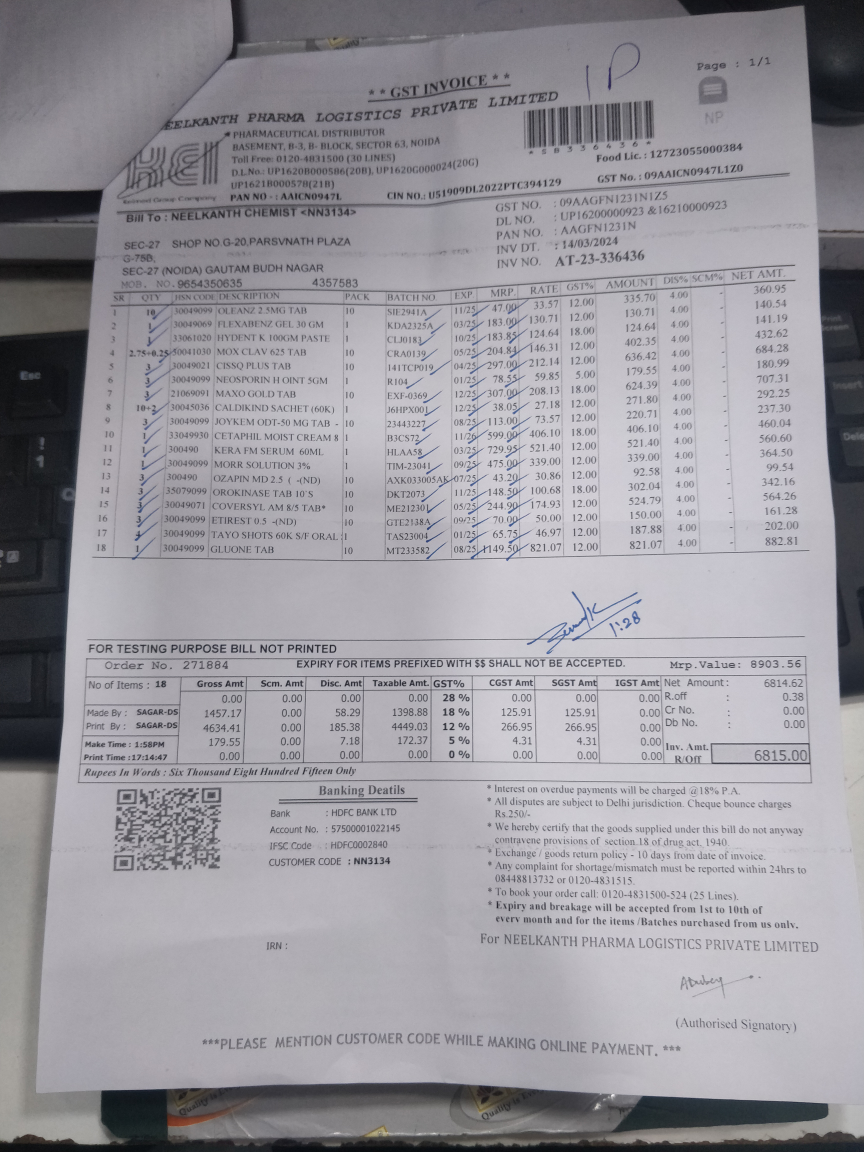 1P
Page : 1/1
** GST INVOICE **
EELKANTH PHARMA LOGISTICS PRIVATE LIMITED
PHARMACEUTICAL DISTRIBUTOR
BASEMENT, B-3, B- BLOCK, SECTOR 63, NOIDA
Toll Free: 0120-4831500 (30 LINES)
D.L.No.: UP1620B000586(20B), UP1620G000024(20G)
UP1621B000578(21B)
PAN NO - : AAICN0947L
CIN NO.: U51909DL2022PTC394129
*583364 36*
NP
Food Lic.: 12723055000384
GST No. : 09AAICN0947L1Z0
KEI
Bill To : NEELKANTH CHEMIST <NN3134>
SEC-27 SHOP NO.G-20,PARSVNATH PLAZA
G-75B,
SEC-27 (NOIDA) GAUTAM BUDH NAGAR
MOB. NO.9654350635 4357583
GST NO. : 09AAGFN1231N1Z5
DL NO. : UP16200000923 &16210000923
PAN NO. : AAGFN1231N
INV DT. : 14/03/2024
INV NO. AT-23-336436
SR QTY HSN CODE DESCRIPTION PACK BATCH NO. EXP. MRP. RATE GST% AMOUNT DIS% SCM% NET AMT.
1 10 30049099 OLEANZ 2.5MG TAB 10 SIE2941A 11/25 47.00 33.57 12.00 335.70 4.00 - 360.95
2 1 30049069 FLEXABENZ GEL 30 GM 1 KDA2325A 03/25 183.00 130.71 12.00 130.71 4.00 - 140.54
3 1 33061020 HYDENT K 100GM PASTE 1 CLJ0183 10/25 183.85 124.64 18.00 124.64 4.00 - 141.19
4 2.75+0.25 30041030 MOX CLAV 625 TAB 10 CRA0139 05/25 204.84 146.31 12.00 402.35 4.00 - 432.62
5 3 30049021 CISSQ PLUS TAB 10 141TCP019 04/25 297.00 212.14 12.00 636.42 4.00 - 684.28
6 3 30049099 NEOSPORIN H OINT 5GM 1 R104 01/25 78.55 59.85 5.00 179.55 4.00 - 180.99
7 3 21069091 MAXO GOLD TAB 10 EXF-0369 12/25 307.00 208.13 18.00 624.39 4.00 - 707.31
8 10+2 30045036 CALDIKIND SACHET (60K) 1 J6HPX001 12/25 38.05 27.18 12.00 271.80 4.00 - 292.25
9 3 30049099 JOYKEM ODT-50 MG TAB - 10 23443227 08/25 113.00 73.57 12.00 220.71 4.00 - 237.30
10 1 33049930 CETAPHIL MOIST CREAM 8 1 B3CS72 11/26 599.00 406.10 18.00 406.10 4.00 - 460.04
11 1 300490 KERA FM SERUM 60ML 1 HLAA58 03/25 729.95 521.40 12.00 521.40 4.00 - 560.60
12 1 30049099 MORR SOLUTION 3% 1 TIM-23041 09/25 475.00 339.00 12.00 339.00 4.00 - 364.50
13 3 300490 OZAPIN MD 2.5 ( -(ND) 10 AXK033005AK 07/25 43.20 30.86 12.00 92.58 4.00 - 99.54
14 3 35079099 OROKINASE TAB 10`S 10 DKT2073 11/25 148.50 100.68 18.00 302.04 4.00 - 342.16
15 3 30049071 COVERSYL AM 8/5 TAB* 10 ME21230 05/25 244.90 174.93 12.00 524.79 4.00 - 564.26
16 3 30049099 ETIREST 0.5 -(ND) 10 GTE2138A 09/25 70.00 50.00 12.00 150.00 4.00 - 161.28
17 4 30049099 TAYO SHOTS 60K S/F ORAL 1 TAS23004 01/25 65.75 46.97 12.00 187.88 4.00 - 202.00
18 1 30049099 GLUONE TAB 10 MT233582 08/25 1149.50 821.07 12.00 821.07 4.00 - 882.81
1:28
FOR TESTING PURPOSE BILL NOT PRINTED
Order No. 271884 EXPIRY FOR ITEMS PREFIXED WITH $$ SHALL NOT BE ACCEPTED. Mrp.Value: 8903.56
No of Items : 18 Gross Amt Scm. Amt Disc. Amt Taxable. Amt GST% CGST Amt SGST Amt IGST Amt Net Amount: 6814.62
0.00 0.00 0.00 0.00 28 % 0.00 0.00 0.00 R.off : 0.38
Made By : SAGAR-DS 1457.17 0.00 58.29 1398.88 18 % 125.91 125.91 0.00 Cr No. : 0.00
Print By : SAGAR-DS 4634.41 0.00 185.38 4449.03 12 % 266.95 266.95 0.00 Db No. : 0.00
Make Time : 1:58PM 179.55 0.00 7.18 172.37 5 % 4.31 4.31 0.00 Inv. Amt.
Print Time :17:14:47 0.00 0.00 0.00 0.00 0 % 0.00 0.00 0.00 R/Off 6815.00
Rupees In Words : Six Thousand Eight Hundred Fifteen Only
Banking Deatils
Bank : HDFC BANK LTD
Account No. : 57500001022145
IFSC Code : HDFC0002840
CUSTOMER CODE : NN3134
* Interest on overdue payments will be charged @18% P.A.
* All disputes are subject to Delhi jurisdiction. Cheque bounce charges
Rs.250/-
* We hereby certify that the goods supplied under this bill do not anyway
contravene provisions of section 18 of drug act, 1940.
* Exchange / goods return policy - 10 days from date of invoice.
* Any complaint for shortage/mismatch must be reported within 24hrs to
08448813732 or 0120-4831515.
* To book your order call: 0120-4831500-524 (25 Lines).
* Expiry and breakage will be accepted from 1st to 10th of
every month and for the items /Batches purchased from us only.
IRN :
For NEELKANTH PHARMA LOGISTICS PRIVATE LIMITED
(Authorised Signatory)
***PLEASE MENTION CUSTOMER CODE WHILE MAKING ONLINE PAYMENT. ***
Esc